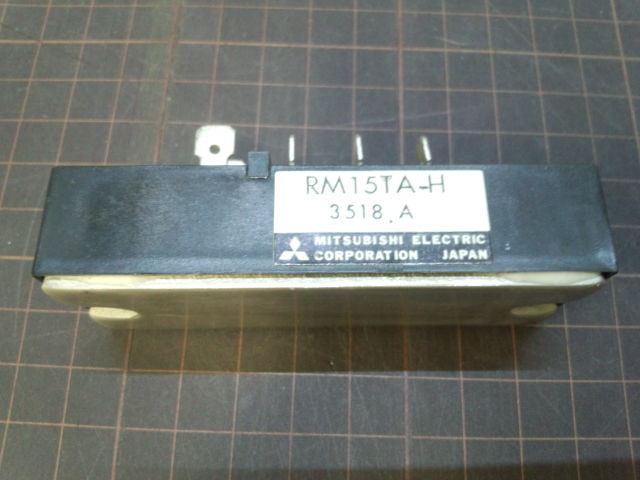 RM15TA-H
3518.A
MITSUBISHI ELECTRIC
CORPORATION JAPAN